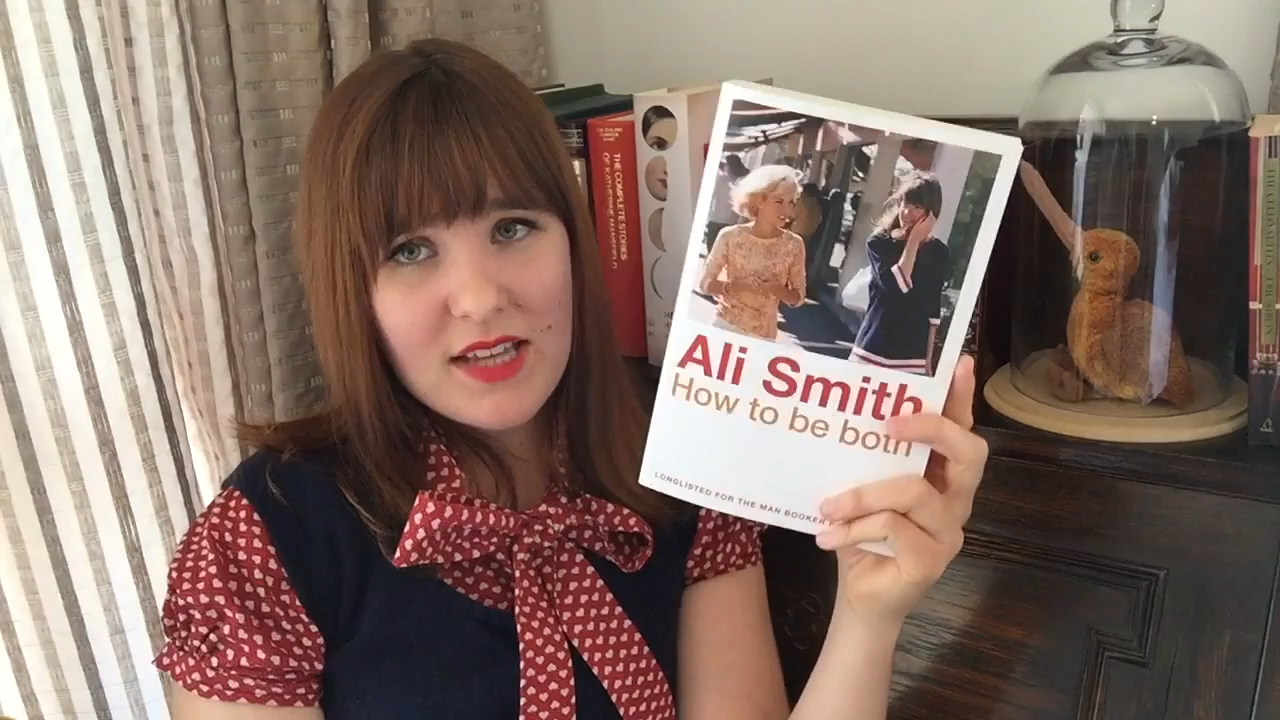 THE COMPLETE STORIES
OF KATHERINE MANSFIELD
Ali Smith
How to be both
LONGLISTED FOR THE MAN BOOKER